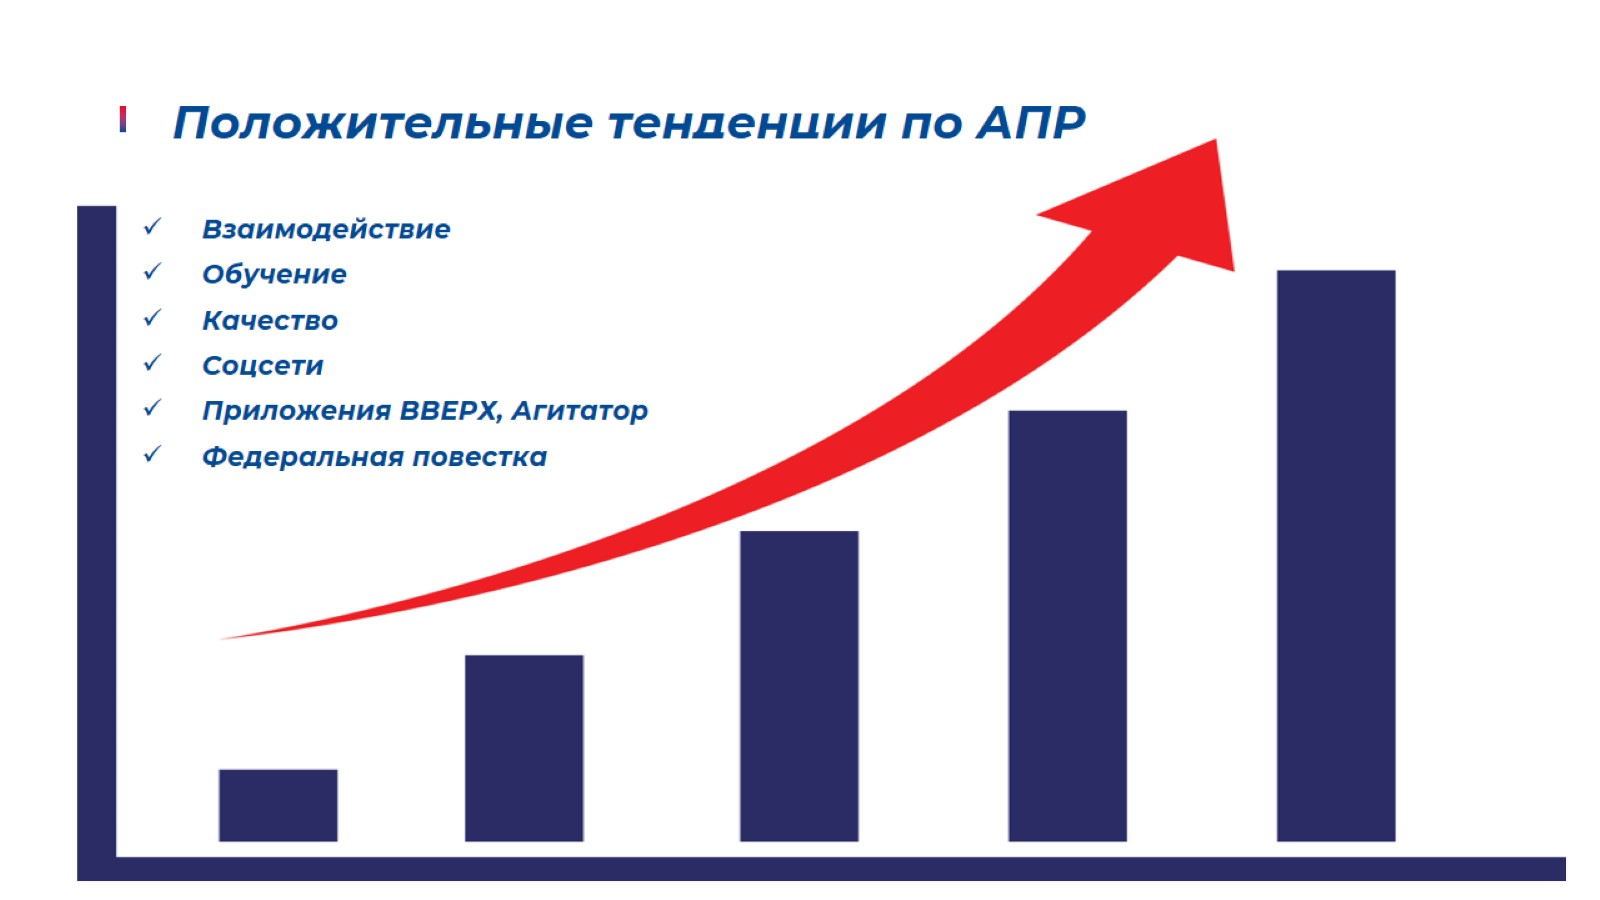 Положительные тенденции по АПР
Взаимодействие
Обучение
Качество
Соцсети
Приложения ВВЕРХ, Агитатор
Федеральная повестка